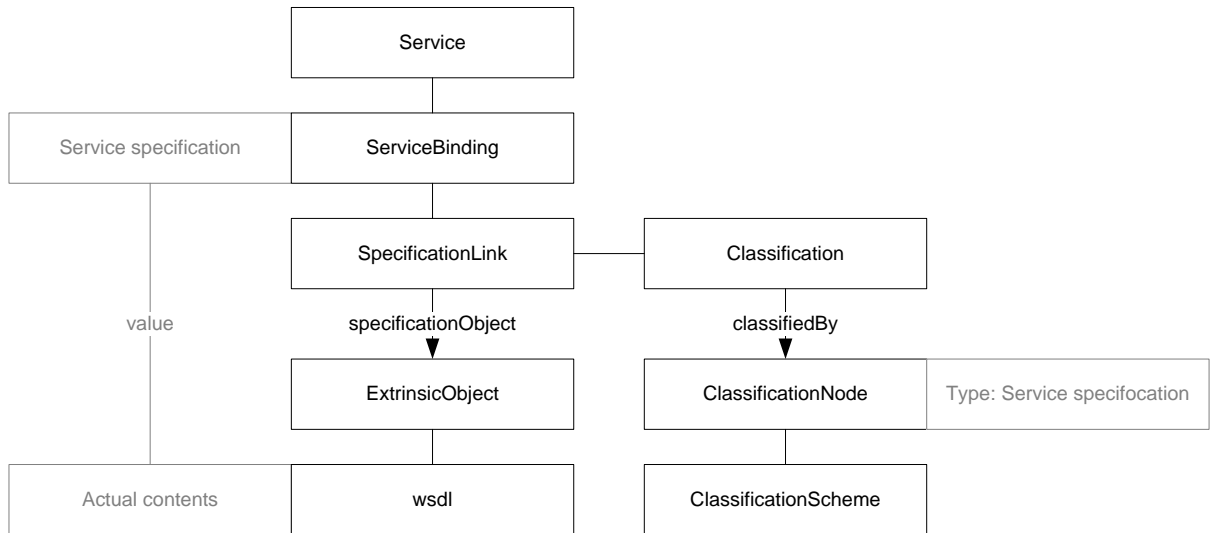 Service
Service specification
ServiceBinding
SpecificationLink
Classification
value
specificationObject
classifiedBy
ExtrinsicObject
ClassificationNode
Type: Service specifocation
Actual contents
wsdl
ClassificationScheme